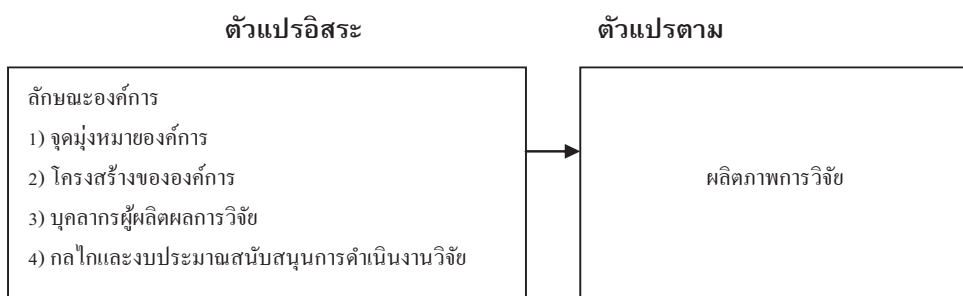 ตัวแปรอิสระ ตัวแปรตาม
ลักษณะองค์การ
1) จุดมุ่งหมายองค์การ
2) โครงสร้างขององค์การ
3) บุคลากรผู้ผลิตผลการวิจัย
4) กลไกและงบประมาณสนับสนุนการดำเนินงานวิจัย
ผลิตภาพการวิจัย